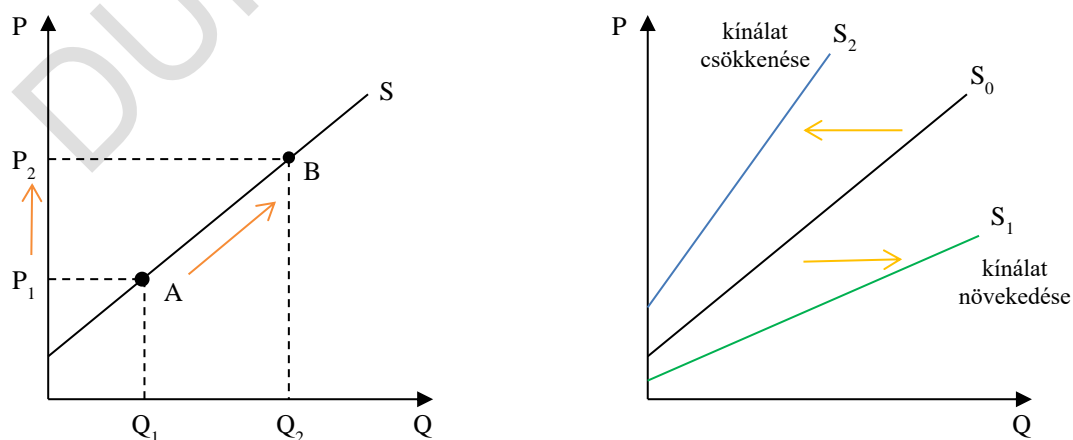 P
S
P₂
B
P₁
A
Q₁
Q₂
Q
P
kínálat
csökkenése
S₂
S₀
S₁
kínálat
növekedése
Q